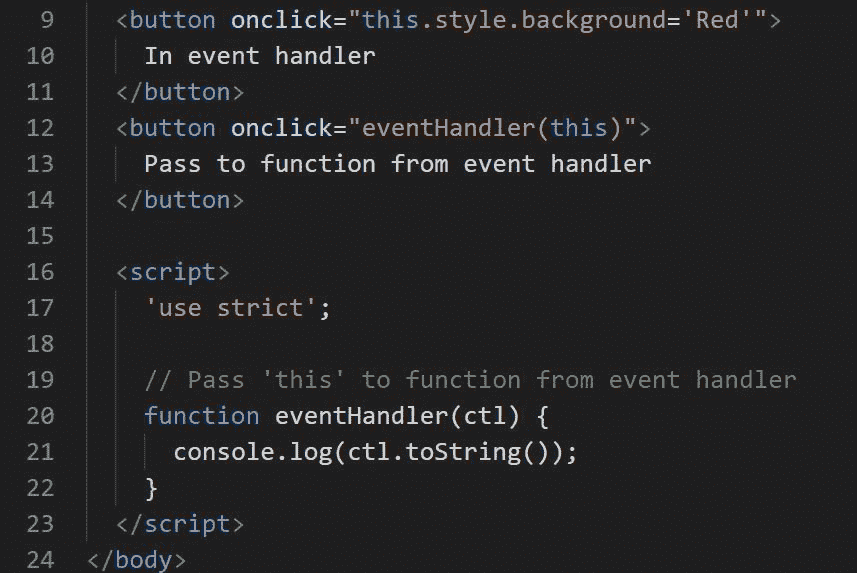 9 <button onclick="this.style.background='Red'">
10 In event handler
11 </button>
12 <button onclick="eventHandler(this)">
13 Pass to function from event handler
14 </button>
15
16 <script>
17 'use strict';
18
19 // Pass 'this' to function from event handler
20 function eventHandler(ctl) {
21 console.log(ctl.toString());
22 }
23 </script>
24 </body>